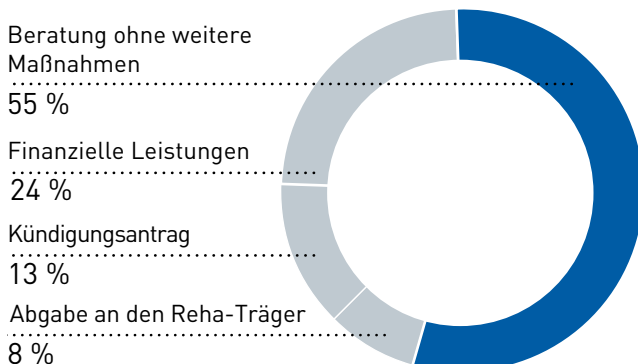 Beratung ohne weitere
Maßnahmen
55 %
Finanzielle Leistungen
24 %
Kündigungsantrag
13 %
Abgabe an den Reha-Träger
8 %